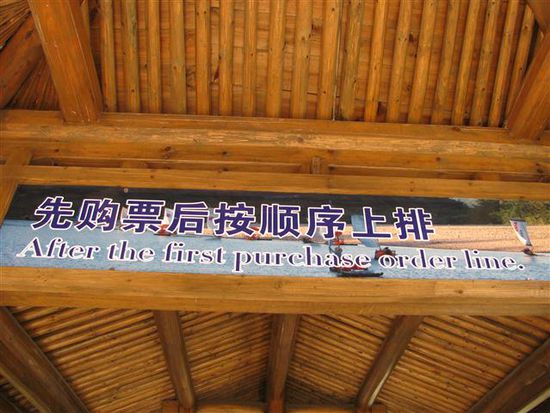 先购票后按顺序上排
After the first purchase order line.